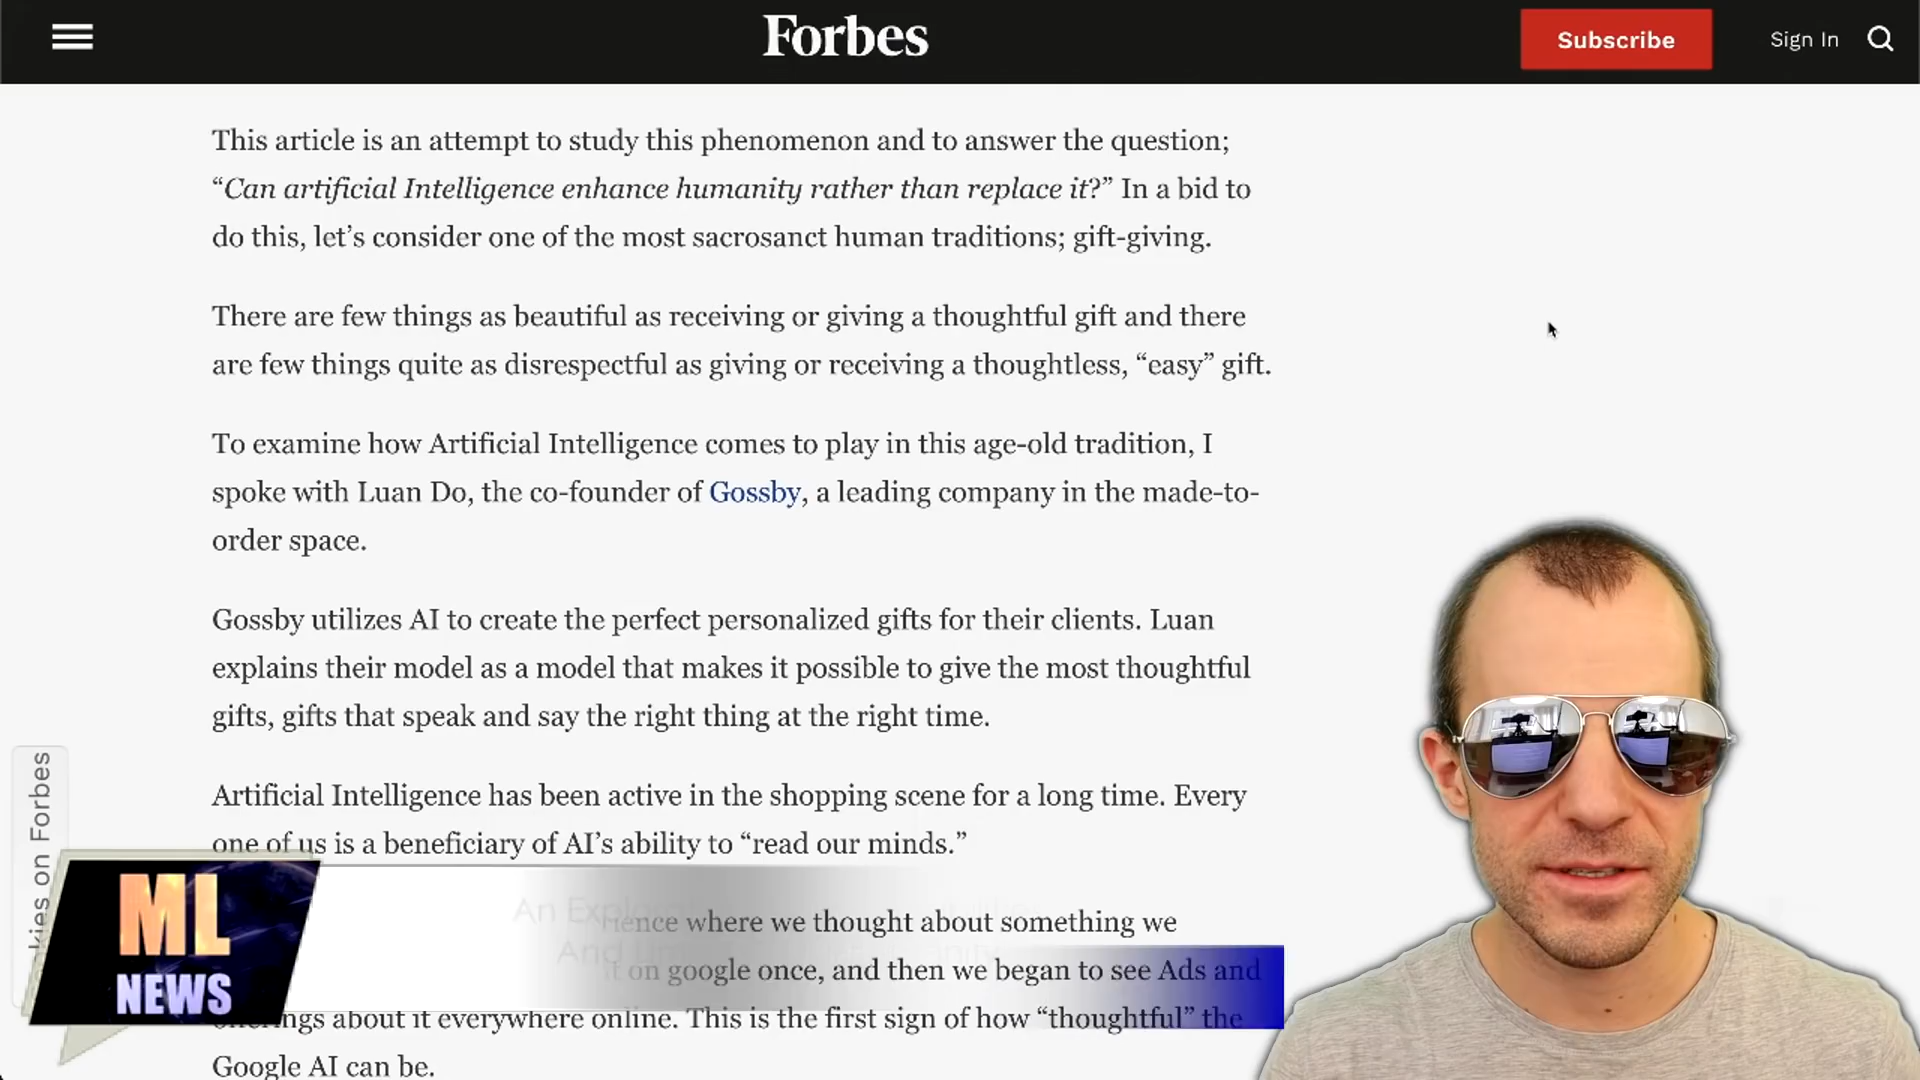 Forbes
Subscribe
Sign In
This article is an attempt to study this phenomenon and to answer the question;
“Can artificial Intelligence enhance humanity rather than replace it?” In a bid to
do this, let’s consider one of the most sacrosanct human traditions; gift-giving.
There are few things as beautiful as receiving or giving a thoughtful gift and there
are few things quite as disrespectful as giving or receiving a thoughtless, “easy” gift.
To examine how Artificial Intelligence comes to play in this age-old tradition, I
spoke with Luan Do, the co-founder of Gossby, a leading company in the made-to-
order space.
Gossby utilizes AI to create the perfect personalized gifts for their clients. Luan
explains their model as a model that makes it possible to give the most thoughtful
gifts, gifts that speak and say the right thing at the right time.
Artificial Intelligence has been active in the shopping scene for a long time. Every
one of us is a beneficiary of AI’s ability to “read our minds.”
where we thought about something we
on google once, and then we began to see Ads and
about it everywhere online. This is the first sign of how “thoughtful” the
Google AI can be.
on Forbes
ML
NEWS
An
And